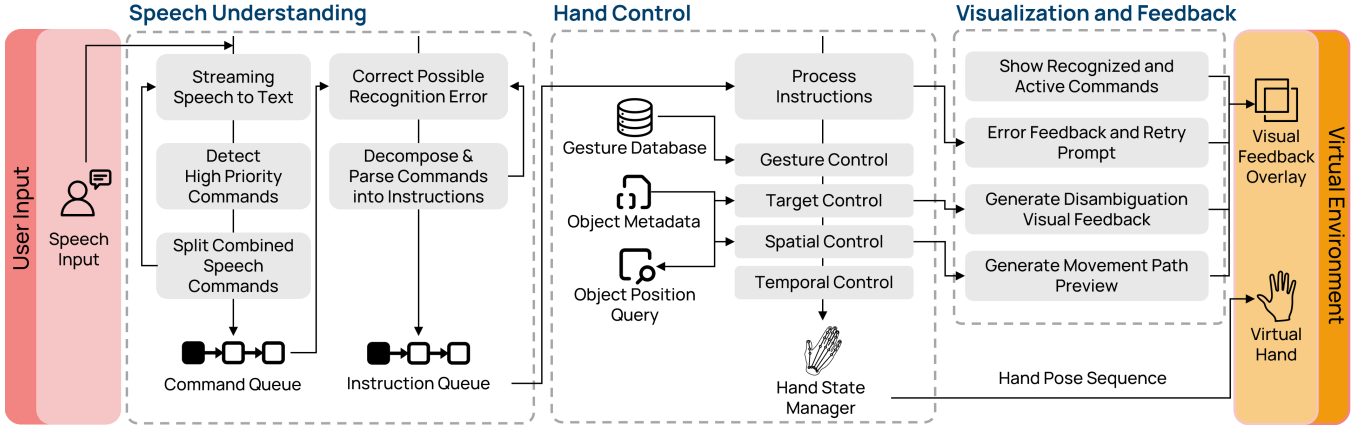 Speech Understanding
Hand Control
Visualization and Feedback
User Input
Speech
Input
Streaming
Speech to Text
Detect
High Priority
Commands
Split Combined
Speech
Commands
Command Queue
Correct Possible
Recognition Error
Decompose &
Parse Commands
into Instructions
Instruction Queue
Gesture Database
Object Metadata
Object Position
Query
Process
Instructions
Gesture Control
Target Control
Spatial Control
Temporal Control
Hand State
Manager
Show Recognized and
Active Commands
Error Feedback and Retry
Prompt
Generate Disambiguation
Visual Feedback
Generate Movement Path
Preview
Hand Pose Sequence
Visual
Feedback
Overlay
Virtual
Hand
Virtual Environment